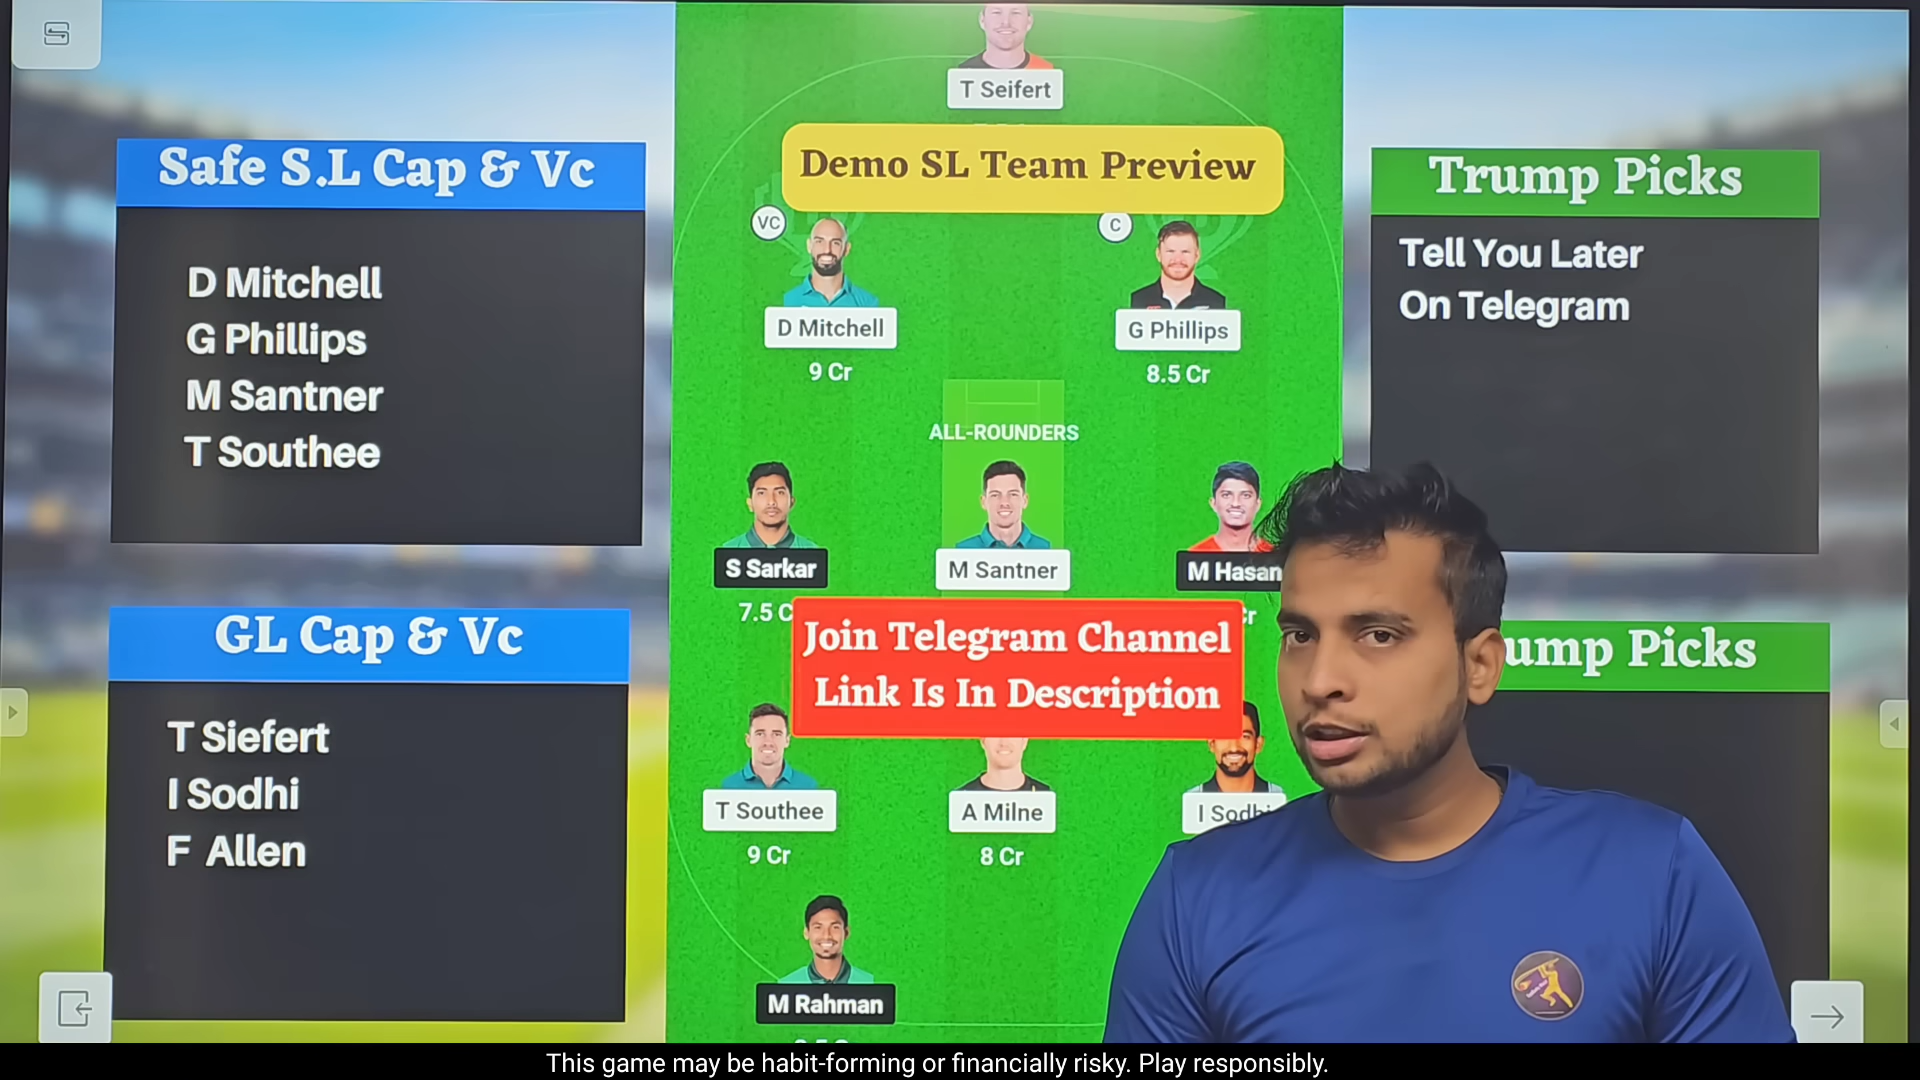 T Seifert
Demo SL Team Preview
Safe S.L Cap & Vc
D Mitchell
G Phillips
M Santner
T Southee
Trump Picks
Tell You Later
On Telegram
VC
C
D Mitchell
G Phillips
9 Cr
8.5 Cr
ALL-ROUNDERS
S Sarkar
M Santner
M Hasan
7.5 C
Join Telegram Channel
Link Is In Description
GL Cap & Vc
T Siefert
I Sodhi
F Allen
ump Picks
T Southee
A Milne
I Sodhi
9 Cr
8 Cr
M Rahman
This game may be habit-forming or financially risky. Play responsibly.